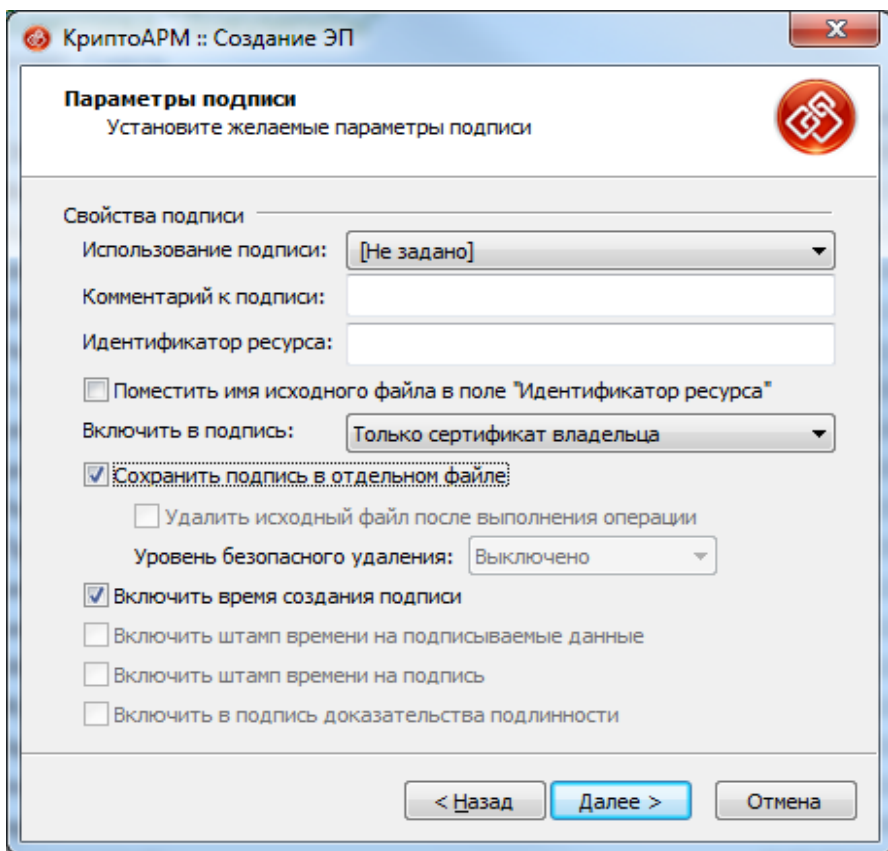 КриптоАРМ :: Создание ЭП
Параметры подписи
Установите желаемые параметры подписи
Свойства подписи
Использование подписи: [Не задано]
Комментарий к подписи:
Идентификатор ресурса:
Поместить имя исходного файла в поле "Идентификатор ресурса"
Включить в подпись: Только сертификат владельца
Сохранить подпись в отдельном файле
Удалить исходный файл после выполнения операции
Уровень безопасного удаления: Выключено
Включить время создания подписи
Включить штамп времени на подписываемые данные
Включить штамп времени на подпись
Включить в подпись доказательства подлинности
< Назад Далее > Отмена